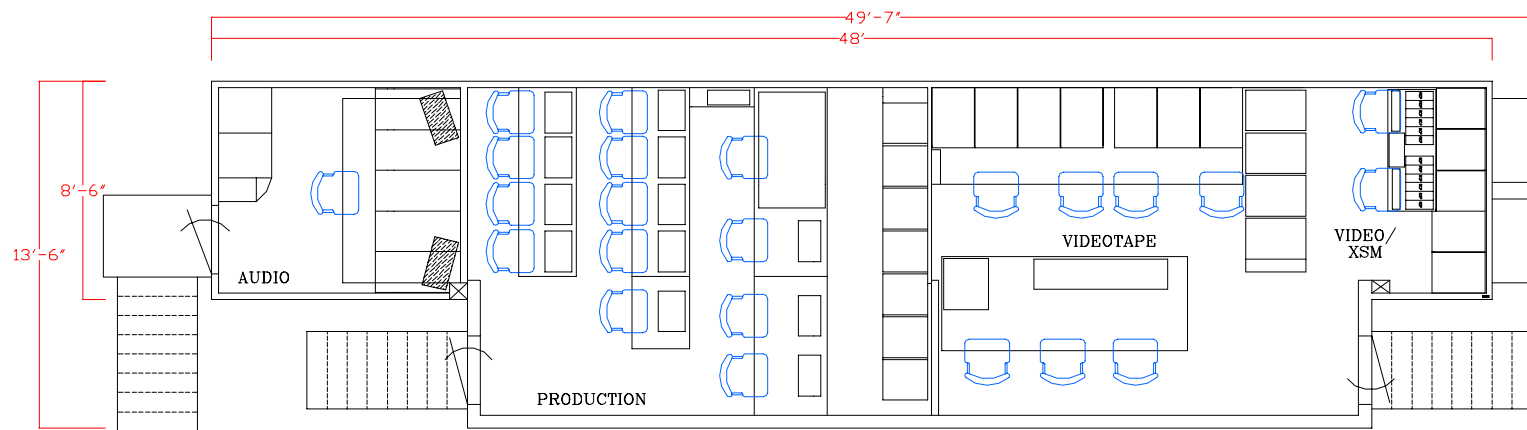 49'-7"
48'
8'-6"
13'-6"
AUDIO
VIDEOTAPE
VIDEO/
XSM
PRODUCTION